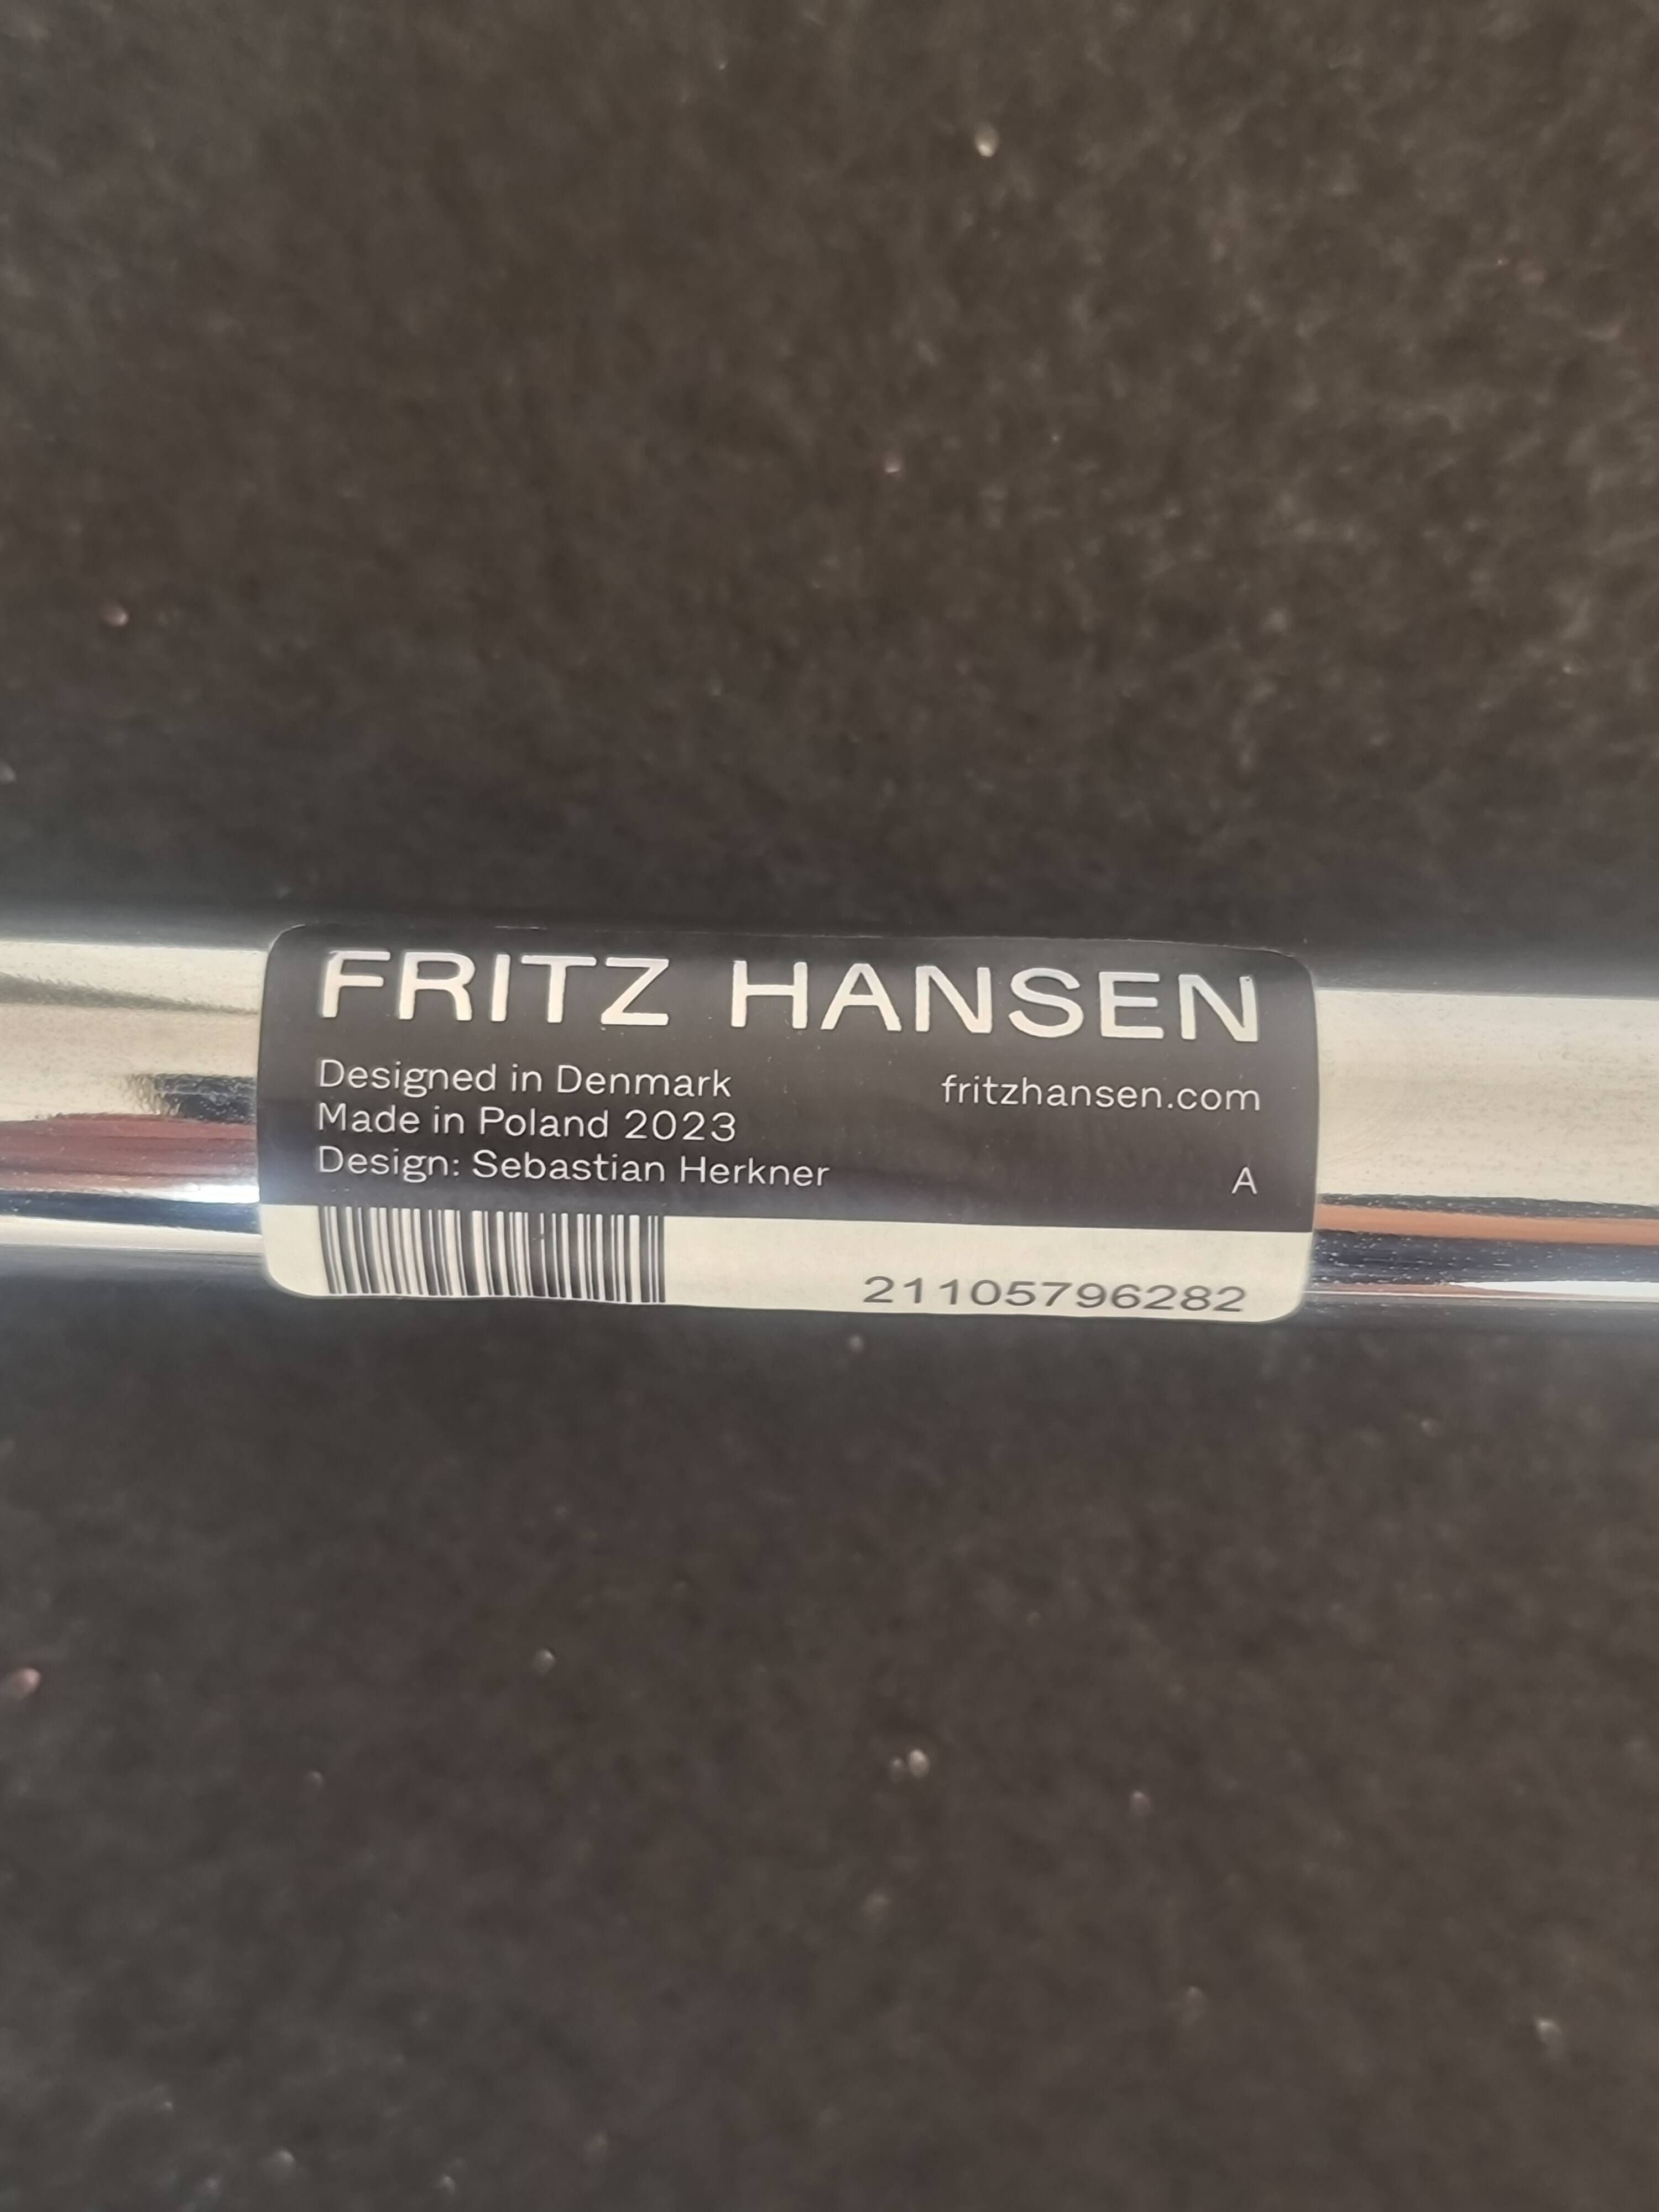 FRITZ HANSEN
Designed in Denmark
Made in Poland 2023
Design: Sebastian Herkner
fritzhansen.com
A
21105796282